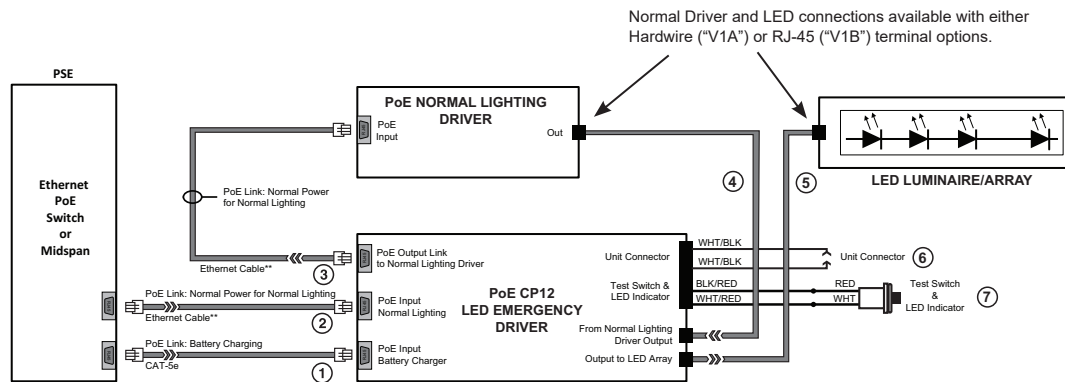 Normal Driver and LED connections available with either
Hardwire ("V1A") or RJ-45 ("V1B") terminal options.
PSE
Ethernet
PoE
Switch
or
Midspan
PoE NORMAL LIGHTING
DRIVER
PoE
Input
Out
LED LUMINAIRE/ARRAY
PoE Link: Normal Power
for Normal Lighting
4
5
Ethernet Cable**
3
PoE Output Link
to Normal Lighting Driver
PoE Link: Normal Power for Normal Lighting
Ethernet Cable**
2
PoE Input
Normal Lighting
PoE Link: Battery Charging
CAT-5e
1
PoE Input
Battery Charger
PoE CP12
LED EMERGENCY
DRIVER
Unit Connector
Test Switch &
LED Indicator
From Normal Lighting
Driver Output
Output to LED Array
WHT/BLK
WHT/BLK
BLK/RED
WHT/RED
RED
WHT
Unit Connector
6
Test Switch
&
LED Indicator
7